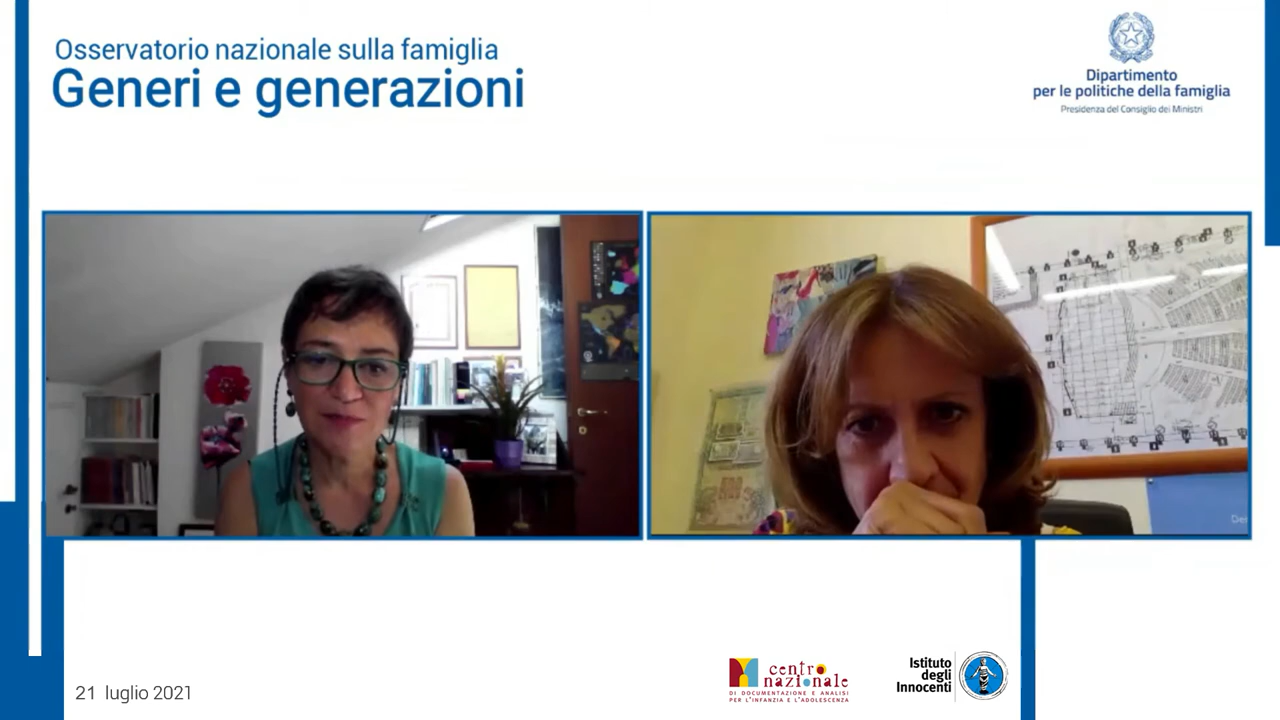 Osservatorio nazionale sulla famiglia
Generi e generazioni
Dipartimento
per le politiche della famiglia
Presidenza del Consiglio dei Ministri
21 luglio 2021
centro
nazionale
DI DOCUMENTAZIONE E ANALISI
PER L'INFANZIA E L'ADOLESCENZA
Istituto
degli
Innocenti